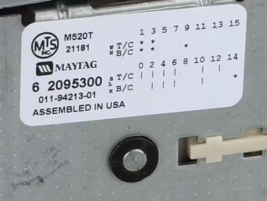 MTS INC.
M520T
21181
1 3 5 7 9 11 13 15
W T/C * *
H B/C * * *
MAYTAG
0 2 4 6 8 10 12 14
6 2095300
T/C
B/C *
011-94213-01
ASSEMBLED IN USA